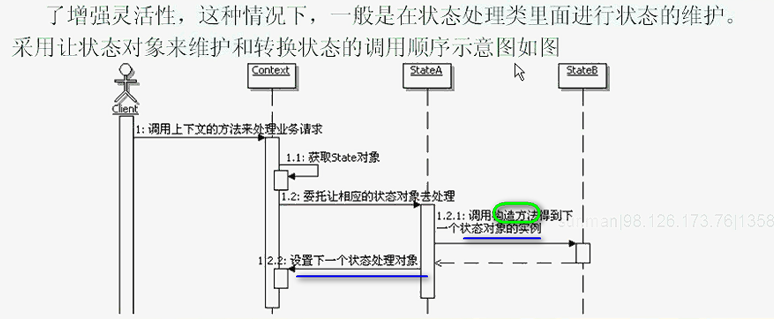 了增强灵活性，这种情况下，一般是在状态处理类里面进行状态的维护。
采用让状态对象来维护和转换状态的调用顺序示意图如图
Context
StateA
StateB
Client
1: 调用上下文的方法来处理业务请求
1.1: 获取State对象
1.2: 委托让相应的状态对象去处理
1.2.1: 调用构造方法得到下
一个状态对象的实例
man|98.126.173.76|1358
1.2.2: 设置下一个状态处理对象